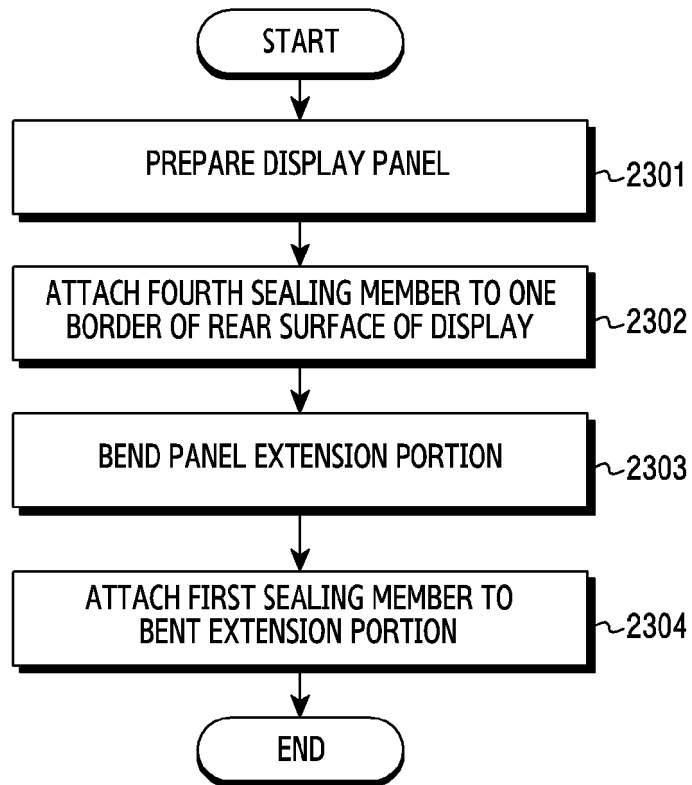 START
PREPARE DISPLAY PANEL
2301
ATTACH FOURTH SEALING MEMBER TO ONE
BORDER OF REAR SURFACE OF DISPLAY
2302
BEND PANEL EXTENSION PORTION
2303
ATTACH FIRST SEALING MEMBER TO
BENT EXTENSION PORTION
2304
END